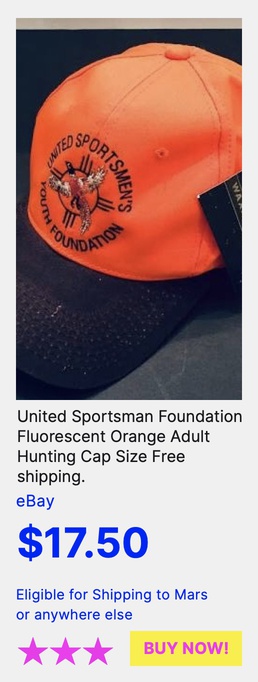 UNITED SPORTSMEN'S
YOUTH FOUNDATION
United Sportsman Foundation
Fluorescent Orange Adult
Hunting Cap Size Free
shipping.
eBay
$17.50
Eligible for Shipping to Mars
or anywhere else
BUY NOW!